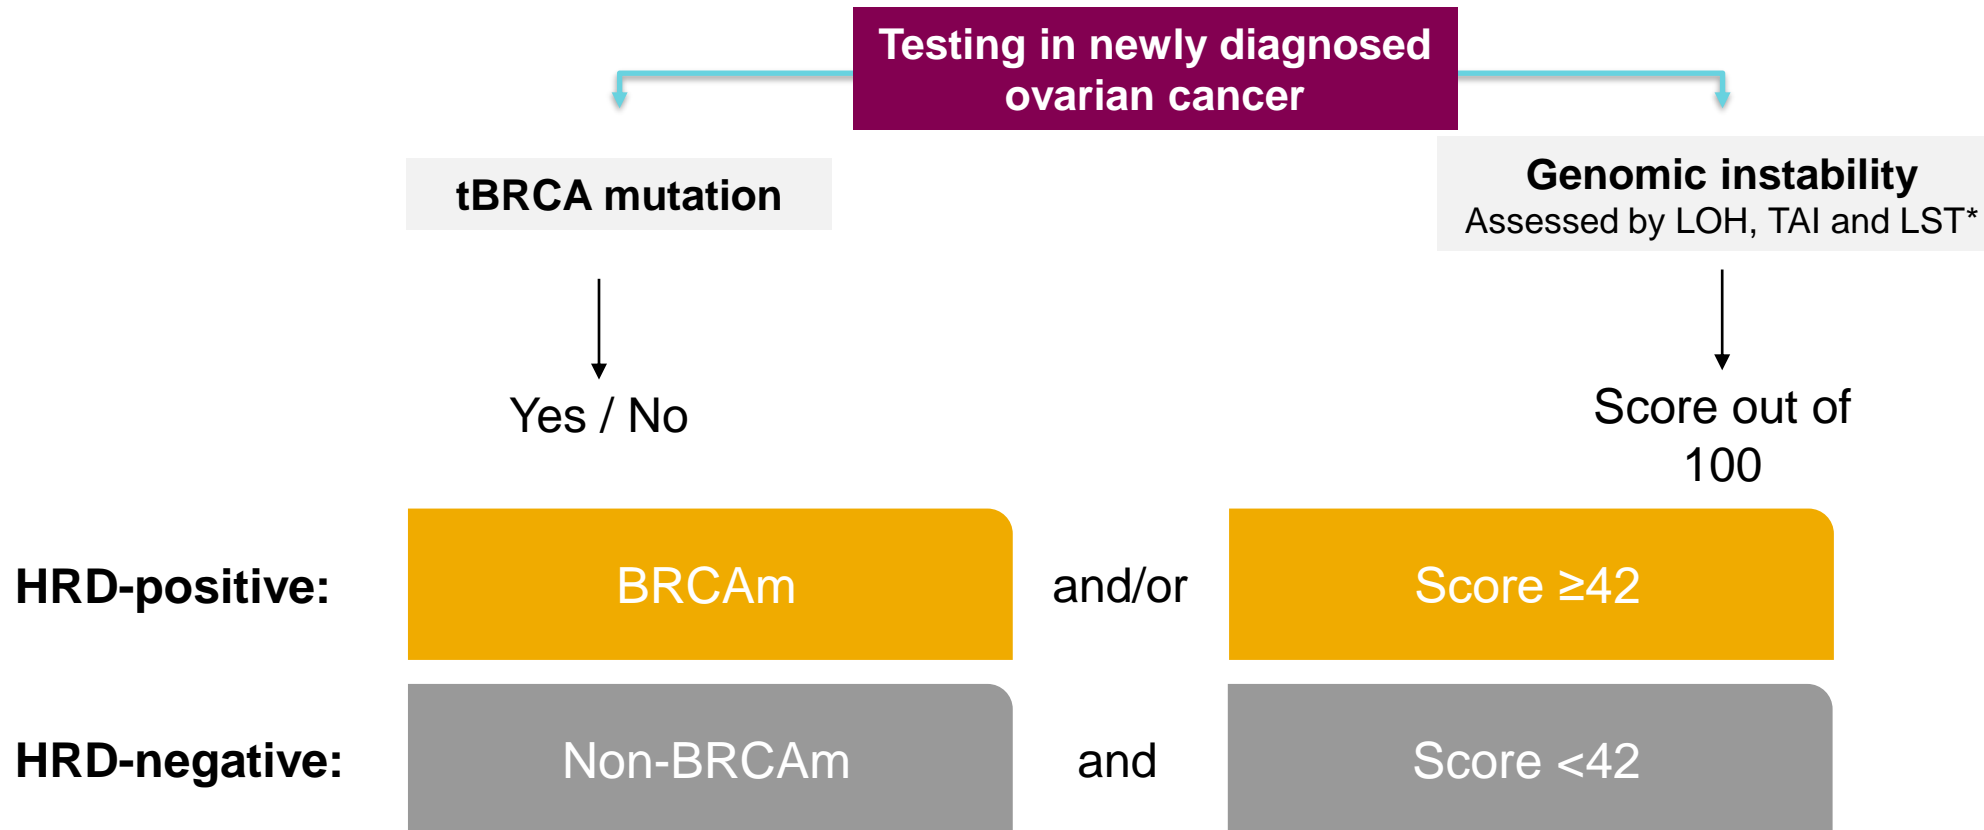 Testing in newly diagnosed
ovarian cancer
tBRCA mutation
Genomic instability
Assessed by LOH, TAI and LST*
Yes / No
Score out of
100
HRD-positive:
BRCAm
and/or
Score ≥42
HRD-negative:
Non-BRCAm
and
Score <42